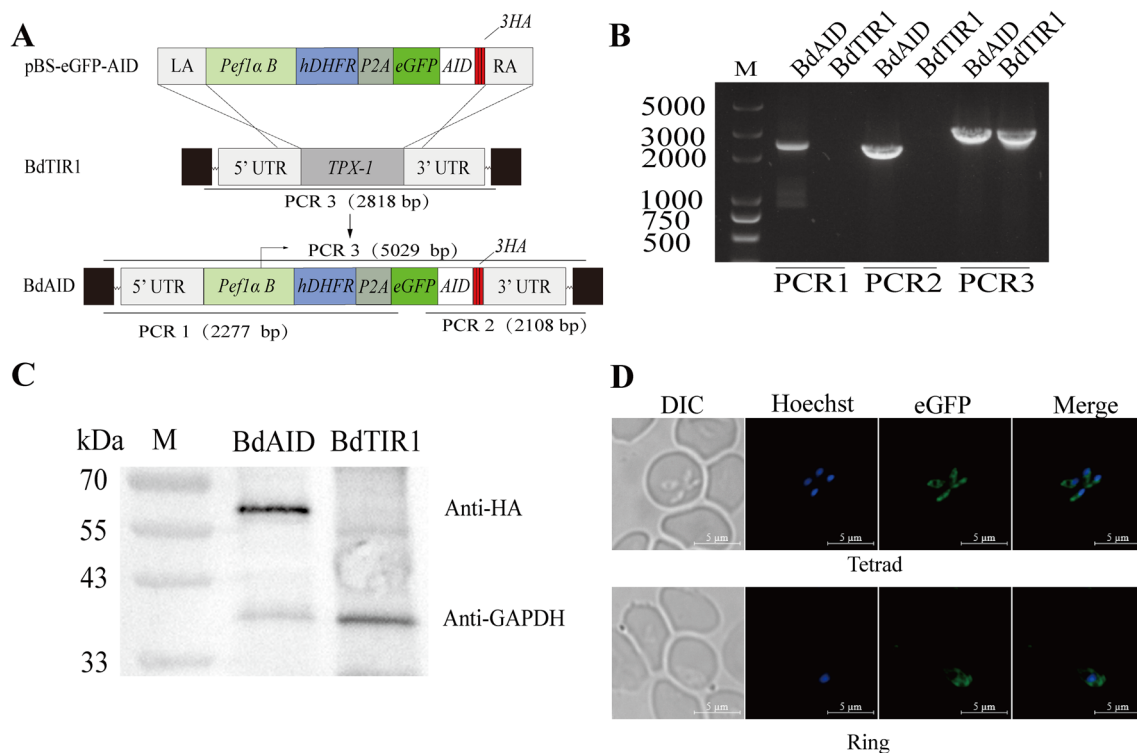 A
3HA
pBS-eGFP-AID
LA Pef1α B hDHFR P2A eGFP AID RA
BdTIR1
5' UTR TPX-1 3' UTR
PCR 3 (2818 bp)
PCR 3 (5029 bp)
3HA
BdAID
5' UTR Pef1α B hDHFR P2A eGFP AID 3' UTR
PCR 1 (2277 bp)
PCR 2 (2108 bp)
B
M BdAID BdTIR1 BdAID BdTIR1 BdAID BdTIR1
5000
3000
2000
1000
750
500
PCR1 PCR2 PCR3
C
kDa M BdAID BdTIR1
70
55
43
33
Anti-HA
Anti-GAPDH
D
DIC Hoechst eGFP Merge
5 μm 5 μm 5 μm 5 μm
Tetrad
5 μm 5 μm 5 μm 5 μm
Ring